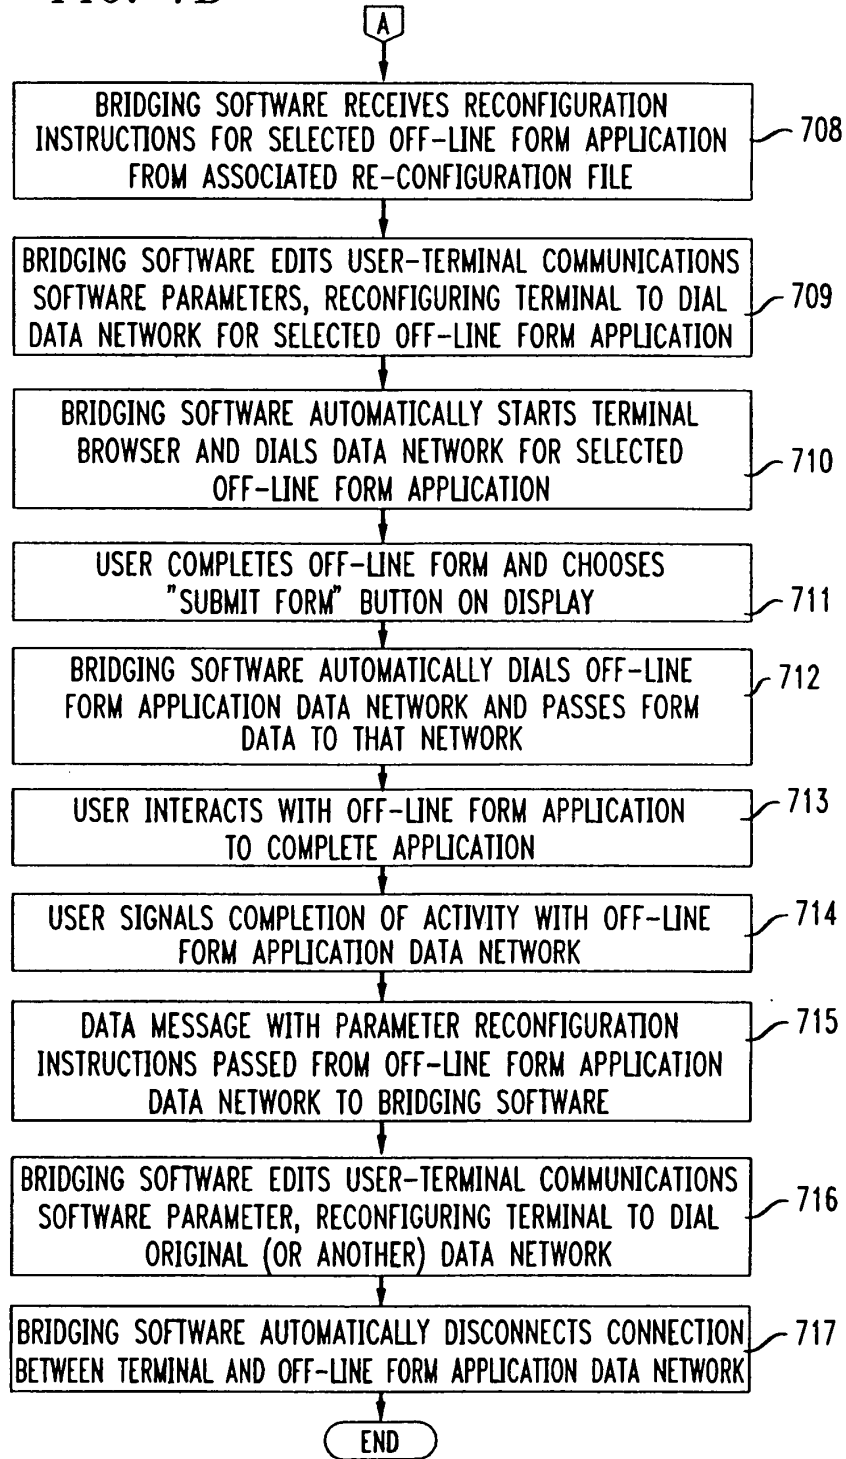 A
BRIDGING SOFTWARE RECEIVES RECONFIGURATION
INSTRUCTIONS FOR SELECTED OFF-LINE FORM APPLICATION
FROM ASSOCIATED RE-CONFIGURATION FILE
708
BRIDGING SOFTWARE EDITS USER-TERMINAL COMMUNICATIONS
SOFTWARE PARAMETERS, RECONFIGURING TERMINAL TO DIAL
DATA NETWORK FOR SELECTED OFF-LINE FORM APPLICATION
709
BRIDGING SOFTWARE AUTOMATICALLY STARTS TERMINAL
BROWSER AND DIALS DATA NETWORK FOR SELECTED
OFF-LINE FORM APPLICATION
710
USER COMPLETES OFF-LINE FORM AND CHOOSES
"SUBMIT FORM" BUTTON ON DISPLAY
711
BRIDGING SOFTWARE AUTOMATICALLY DIALS OFF-LINE
FORM APPLICATION DATA NETWORK AND PASSES FORM
DATA TO THAT NETWORK
712
USER INTERACTS WITH OFF-LINE FORM APPLICATION
TO COMPLETE APPLICATION
713
USER SIGNALS COMPLETION OF ACTIVITY WITH OFF-LINE
FORM APPLICATION DATA NETWORK
714
DATA MESSAGE WITH PARAMETER RECONFIGURATION
INSTRUCTIONS PASSED FROM OFF-LINE FORM APPLICATION
DATA NETWORK TO BRIDGING SOFTWARE
715
BRIDGING SOFTWARE EDITS USER-TERMINAL COMMUNICATIONS
SOFTWARE PARAMETER, RECONFIGURING TERMINAL TO DIAL
ORIGINAL (OR ANOTHER) DATA NETWORK
716
BRIDGING SOFTWARE AUTOMATICALLY DISCONNECTS CONNECTION
BETWEEN TERMINAL AND OFF-LINE FORM APPLICATION DATA NETWORK
717
END